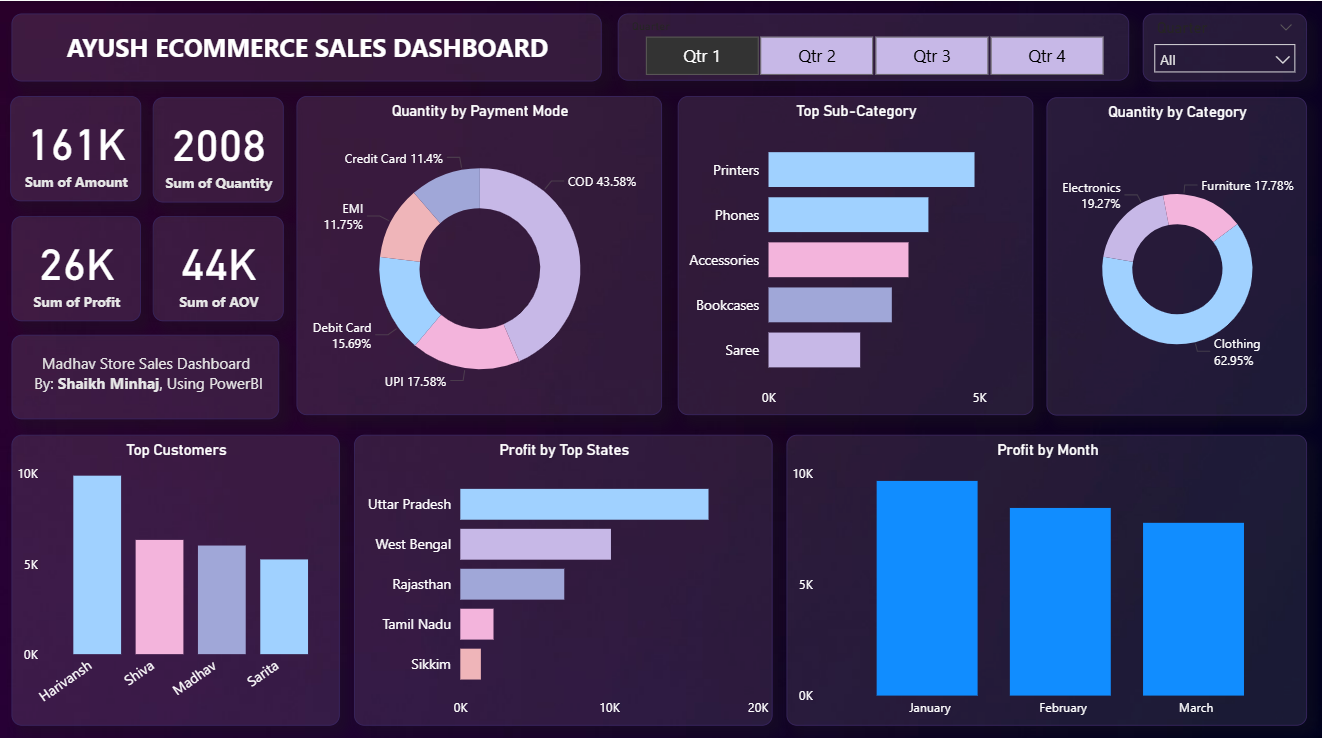 AYUSH ECOMMERCE SALES DASHBOARD
Qtr 1
Qtr 2
Qtr 3
Qtr 4
All
161K
Sum of Amount
2008
Sum of Quantity
26K
Sum of Profit
44K
Sum of AOV
Madhav Store Sales Dashboard
By: Shaikh Minhaj, Using PowerBI
Quantity by Payment Mode
Credit Card 11.4%
COD 43.58%
EMI
11.75%
Debit Card
15.69%
UPI 17.58%
Top Sub-Category
Printers
Phones
Accessories
Bookcases
Saree
0K
5K
Quantity by Category
Electronics
19.27%
Furniture 17.78%
Clothing
62.95%
Top Customers
10K
5K
0K
Harivansh
Shiva
Madhav
Sarita
Profit by Top States
Uttar Pradesh
West Bengal
Rajasthan
Tamil Nadu
Sikkim
0K
10K
20K
Profit by Month
10K
5K
0K
January
February
March